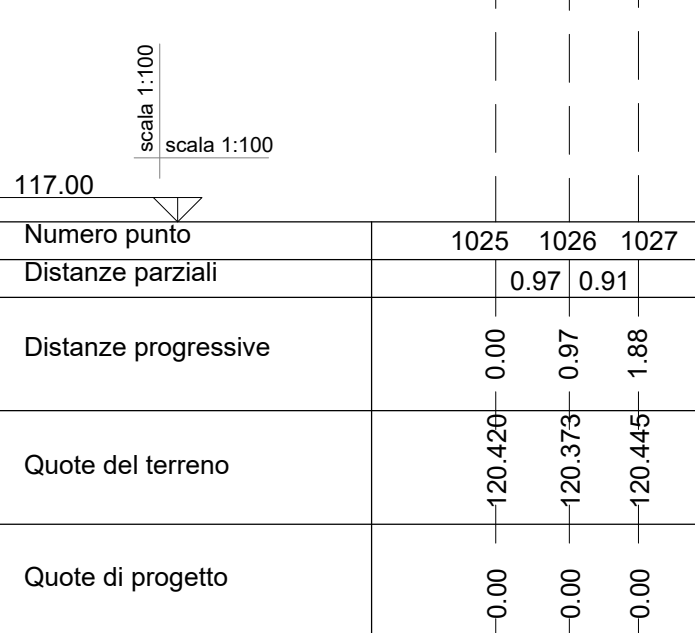 scala 1:100
scala 1:100
117.00
Numero punto 1025 1026 1027
Distanze parziali 0.97 0.91
Distanze progressive 0.00 0.97 1.88
Quote del terreno 120.420 120.373 120.445
Quote di progetto 0.00 0.00 0.00